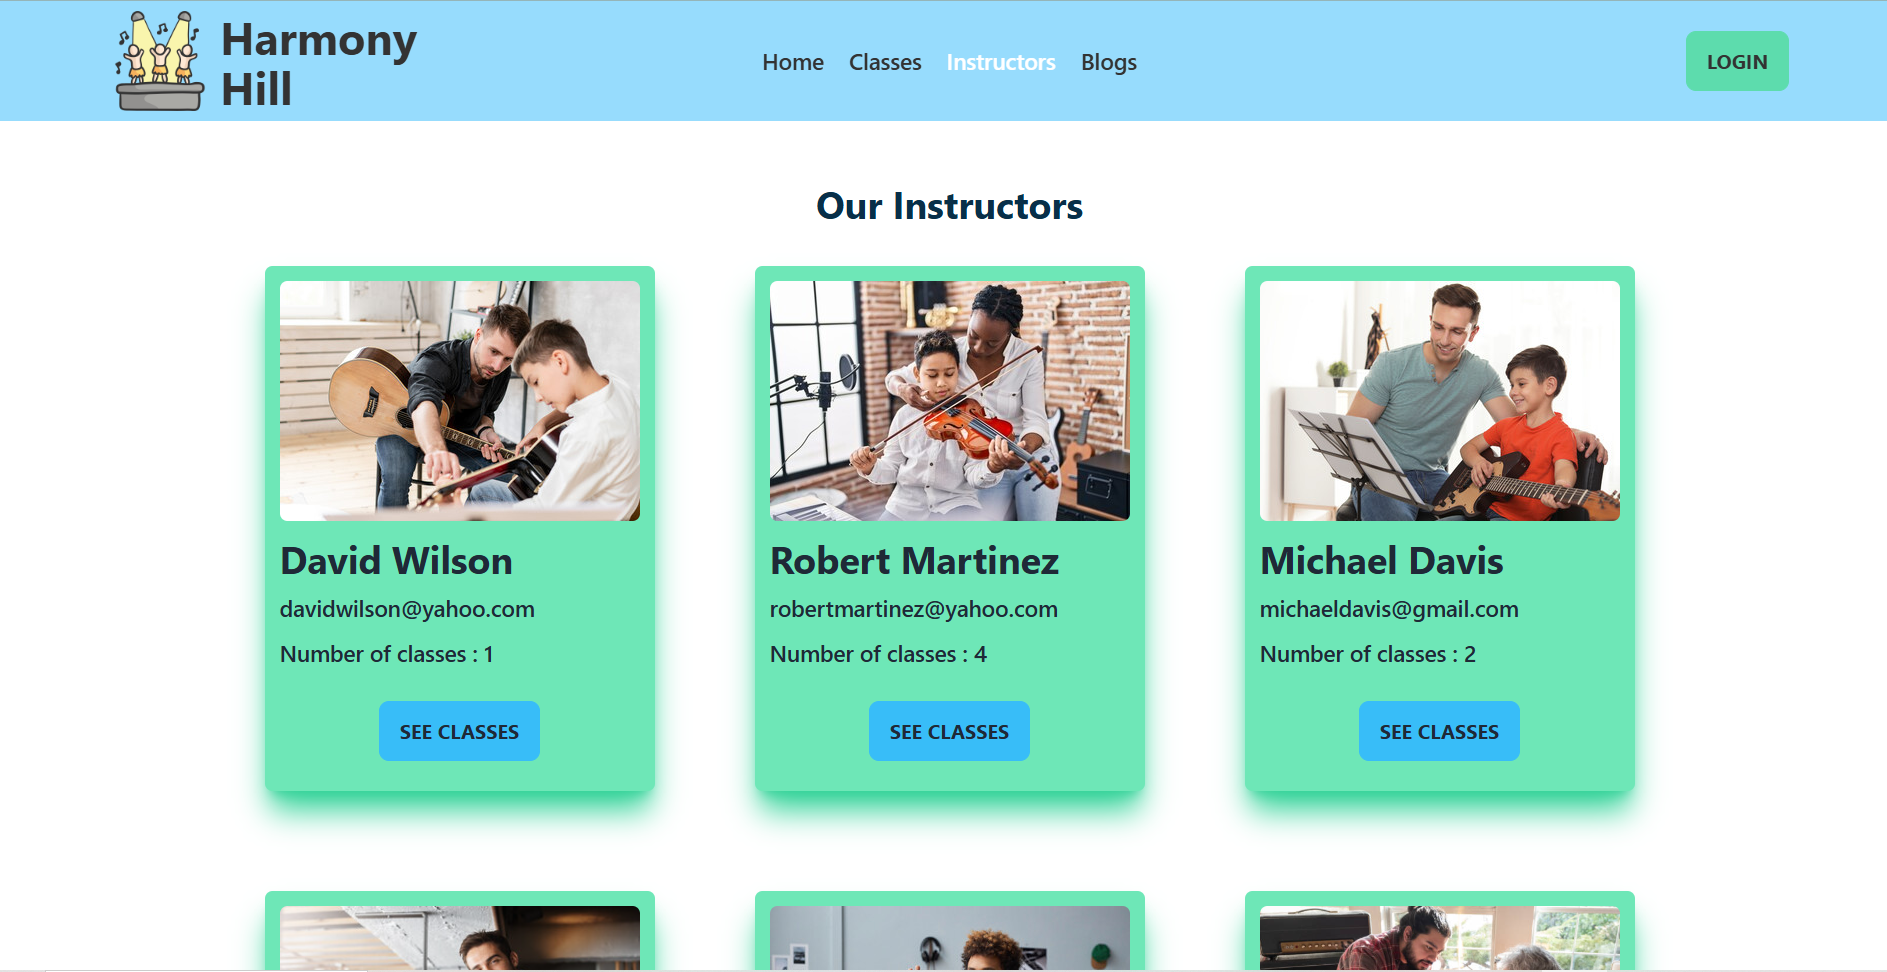 Harmony
Hill
Home Classes Instructors Blogs
LOGIN
Our Instructors
David Wilson
davidwilson@yahoo.com
Number of classes : 1
SEE CLASSES
Robert Martinez
robertmartinez@yahoo.com
Number of classes : 4
SEE CLASSES
Michael Davis
michaeldavis@gmail.com
Number of classes : 2
SEE CLASSES